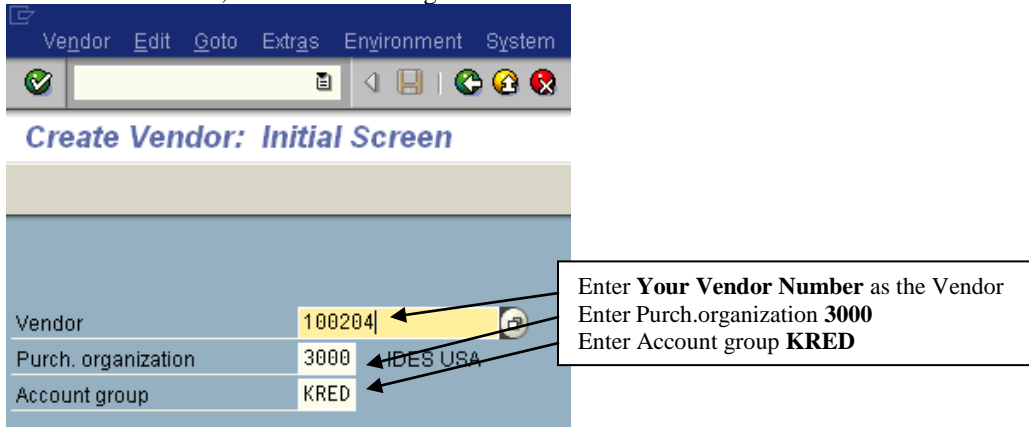 Vendor Edit Goto Extras Environment System
Create Vendor: Initial Screen
Enter Your Vendor Number as the Vendor
Enter Purch.organization 3000
Enter Account group KRED
Vendor 100204
Purch. organization 3000 IDES USA
Account group KRED